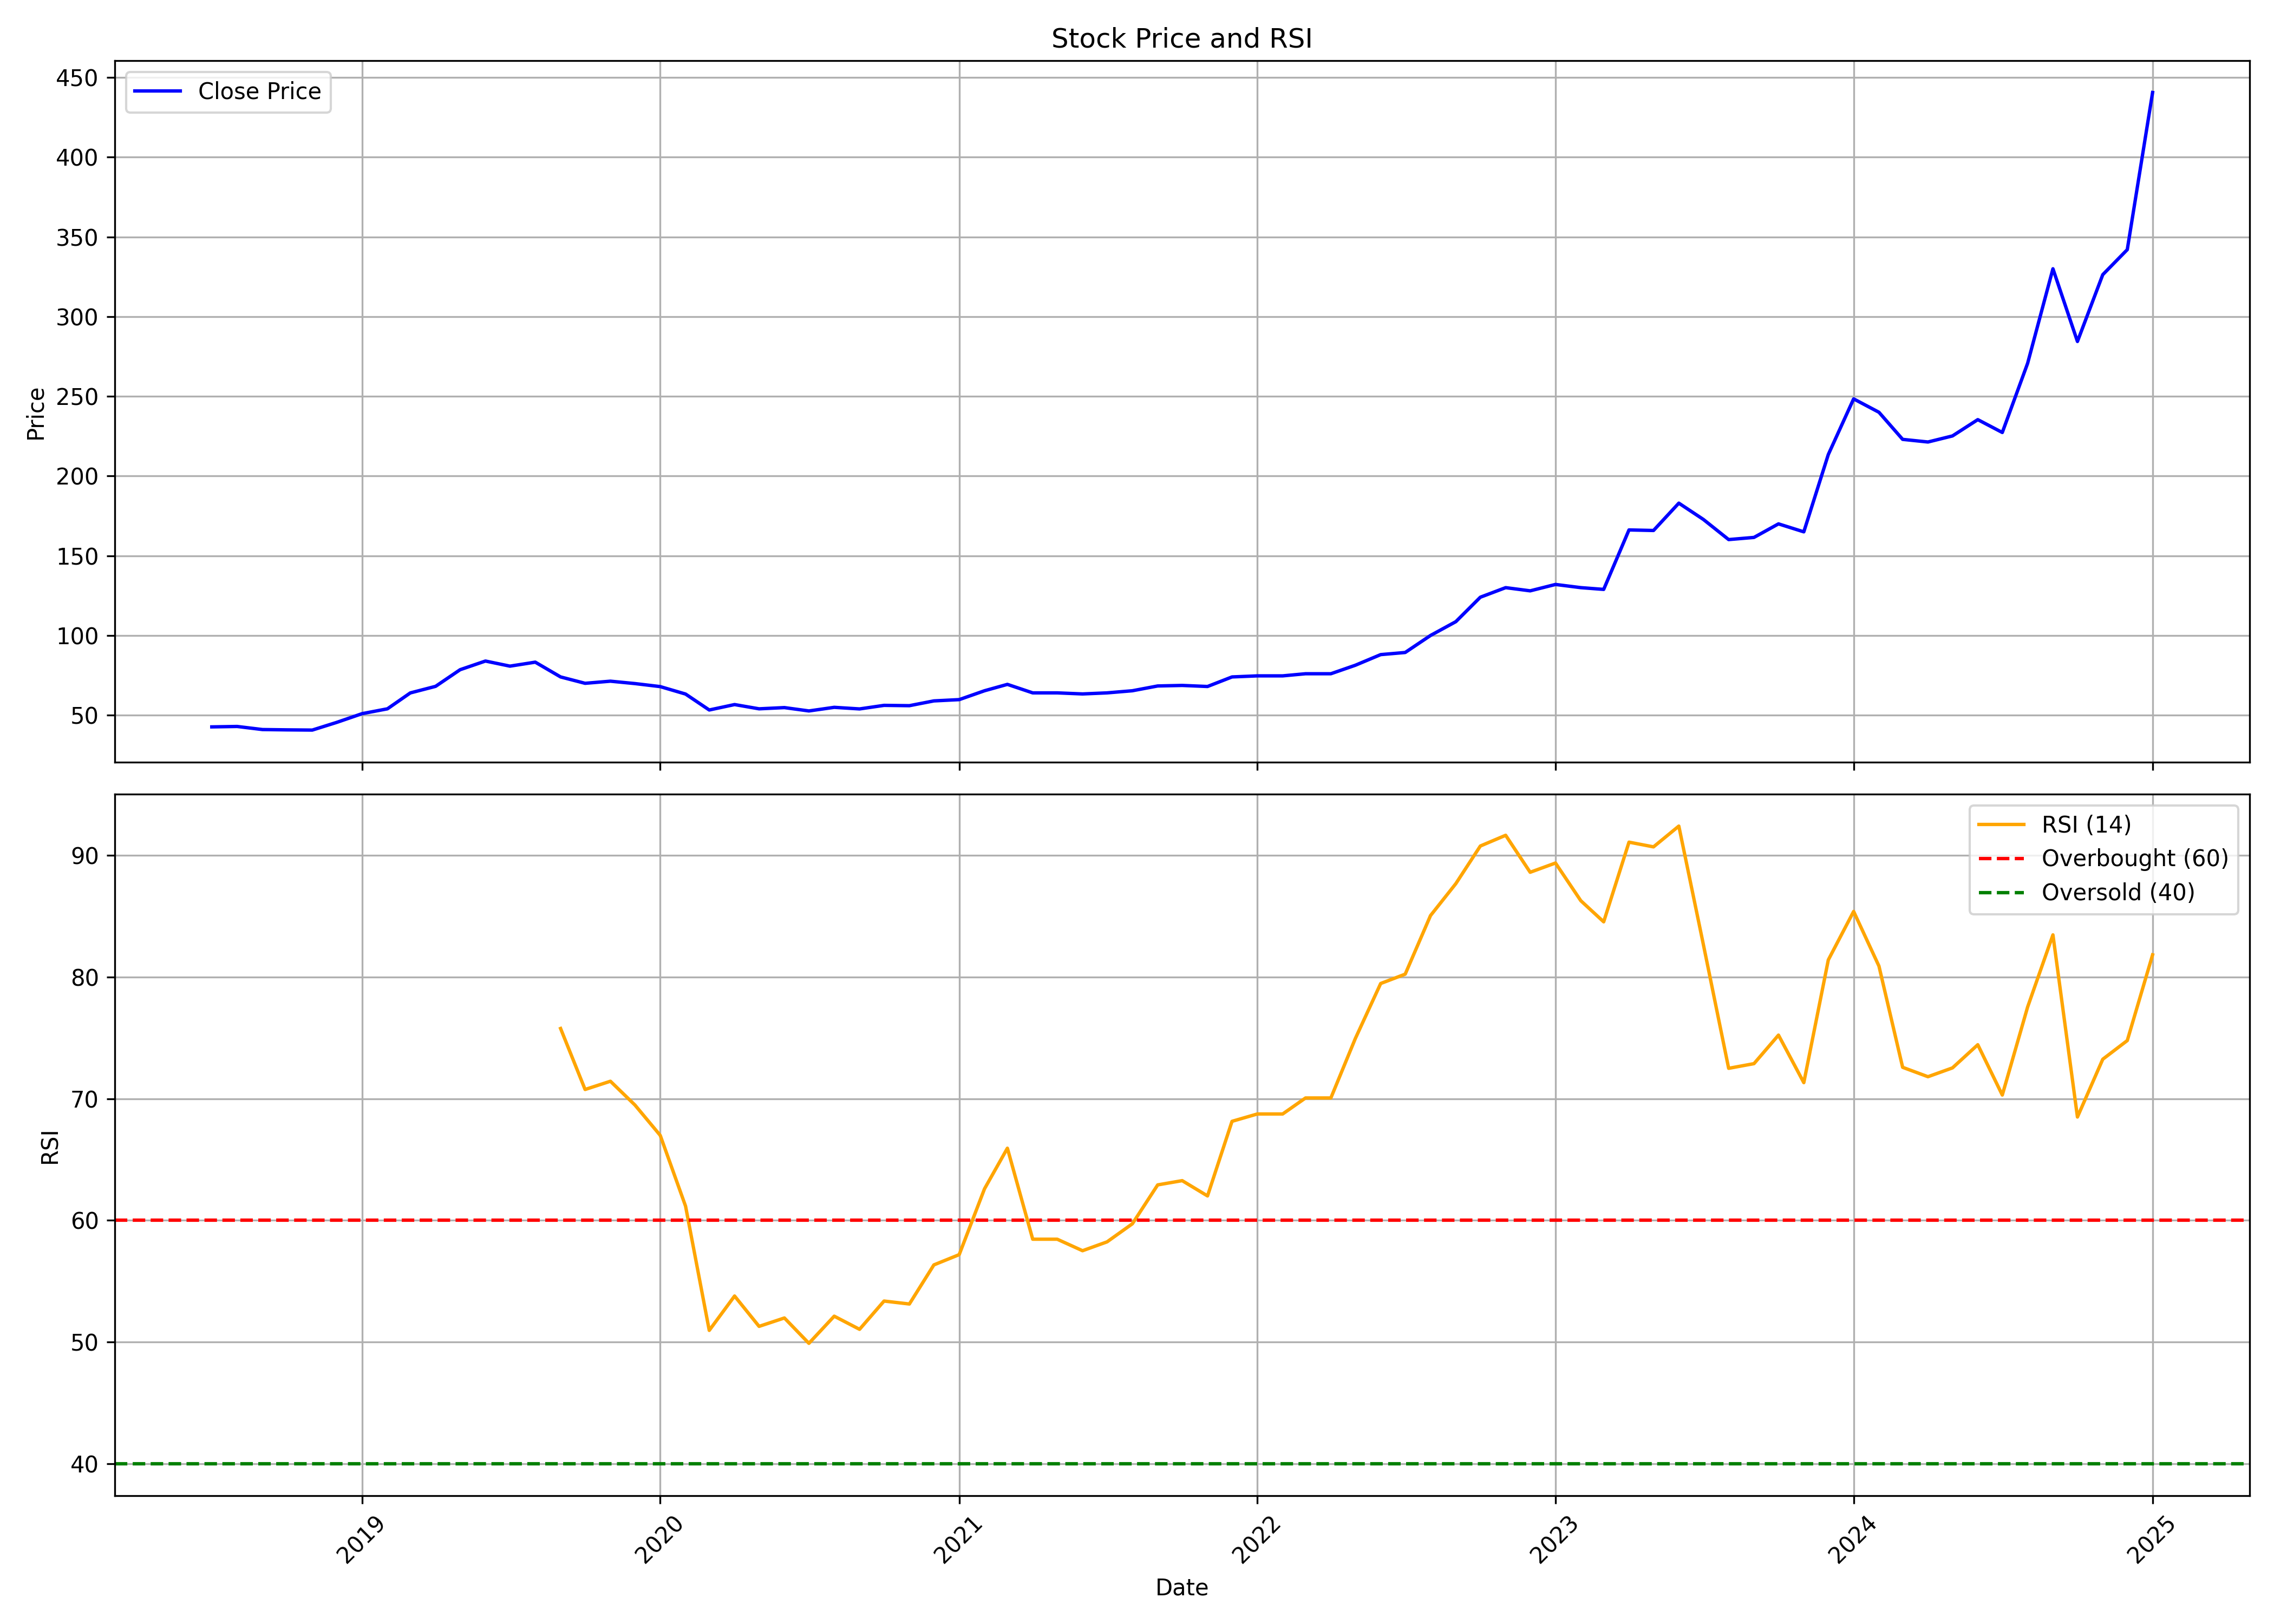 Stock Price and RSI
Close Price
450
400
350
300
250
200
150
100
50
Price
RSI (14)
Overbought (60)
Oversold (40)
90
80
70
60
50
40
RSI
2019
2020
2021
2022
2023
2024
2025
Date